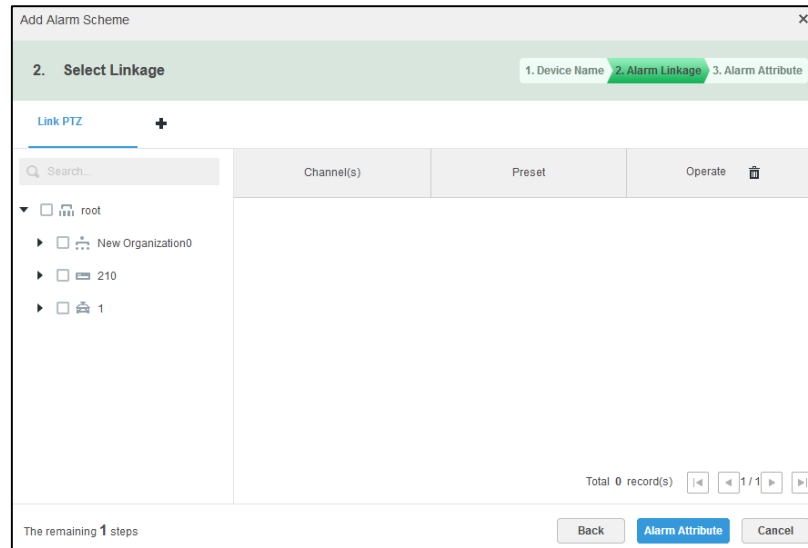 Add Alarm Scheme
2. Select Linkage
1. Device Name 2. Alarm Linkage 3. Alarm Attribute
Link PTZ
Search...
Channel(s) Preset Operate
root
New Organization0
210
1
Total 0 record(s) 1 / 1
The remaining 1 steps
Back Alarm Attribute Cancel